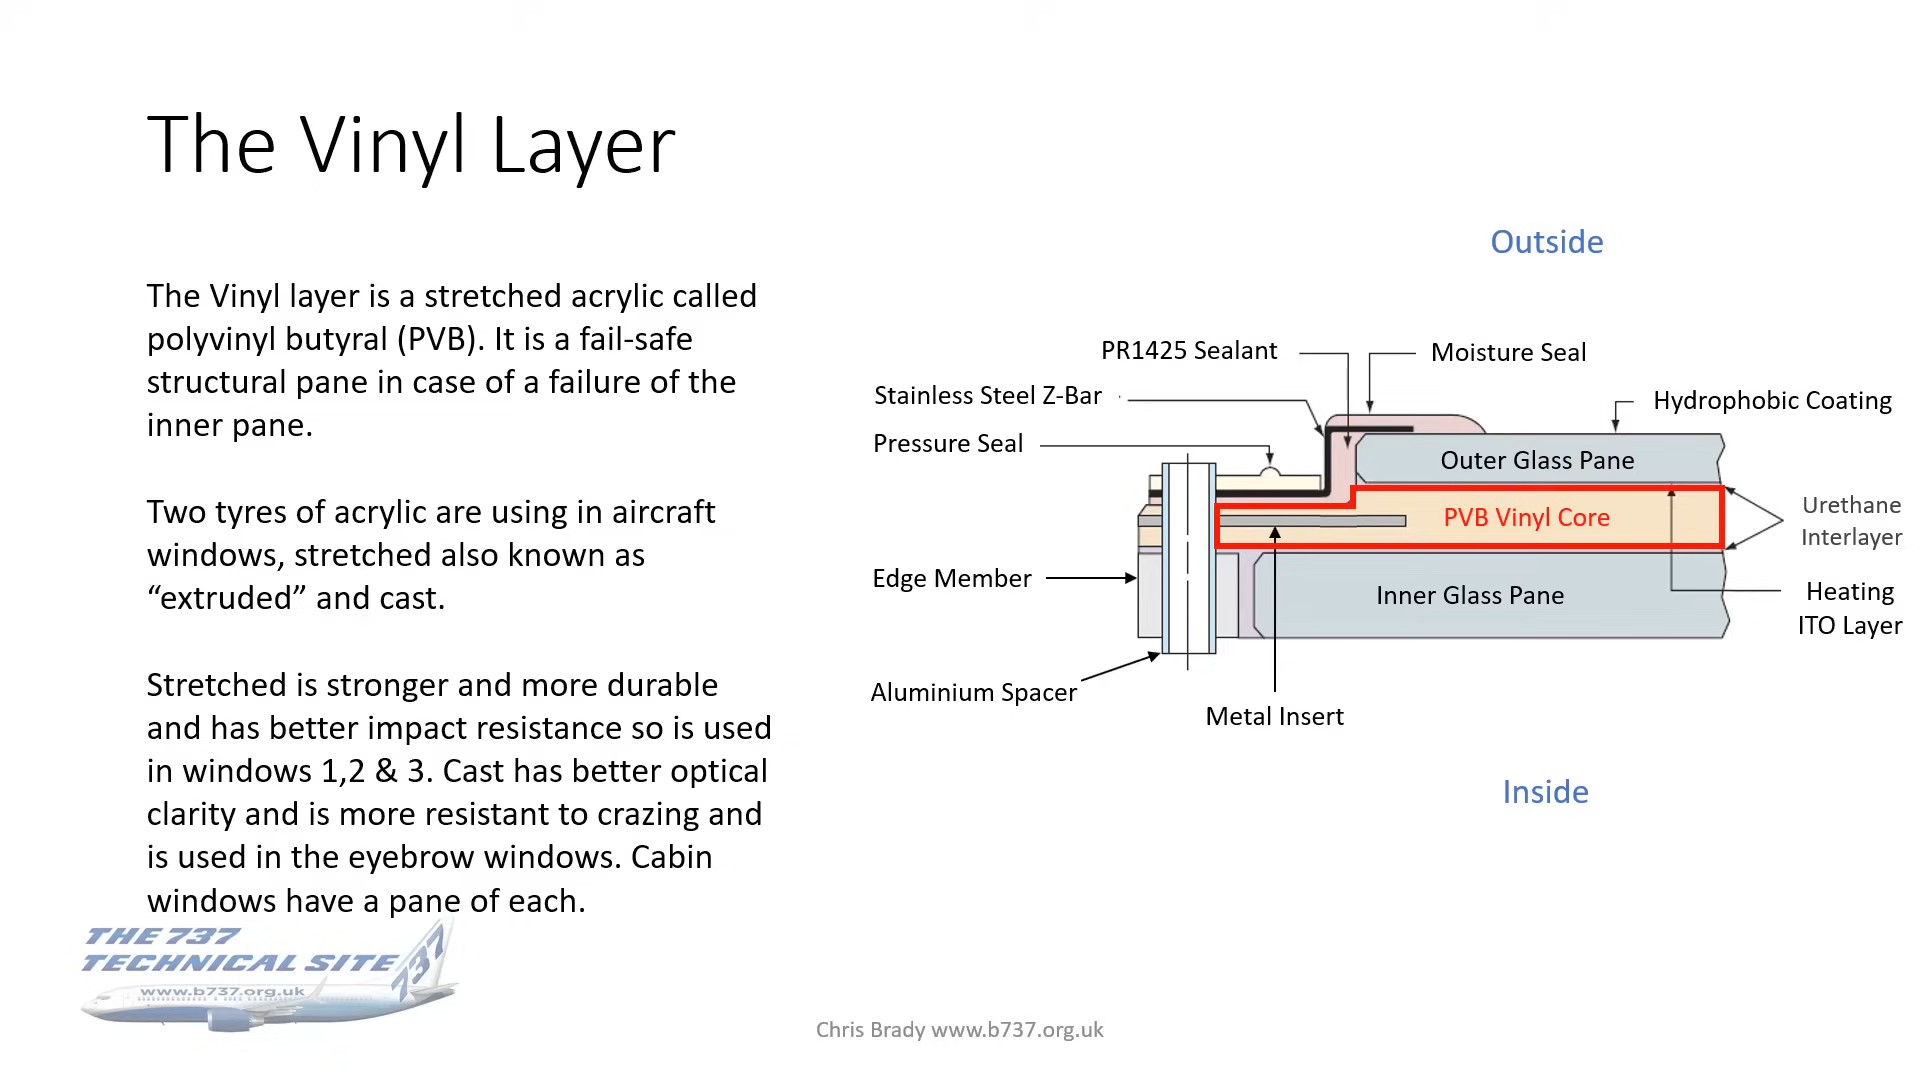 The Vinyl Layer
The Vinyl layer is a stretched acrylic called
polyvinyl butyral (PVB). It is a fail-safe
structural pane in case of a failure of the
inner pane.
Two tyres of acrylic are using in aircraft
windows, stretched also known as
“extruded” and cast.
Stretched is stronger and more durable
and has better impact resistance so is used
in windows 1,2 & 3. Cast has better optical
clarity and is more resistant to crazing and
is used in the eyebrow windows. Cabin
windows have a pane of each.
Outside
PR1425 Sealant
Moisture Seal
Stainless Steel Z-Bar
Hydrophobic Coating
Pressure Seal
Outer Glass Pane
PVB Vinyl Core
Urethane
Interlayer
Edge Member
Inner Glass Pane
Heating
ITO Layer
Aluminium Spacer
Metal Insert
Inside
THE 737
TECHNICAL SITE
737
www.b737.org.uk
Chris Brady www.b737.org.uk